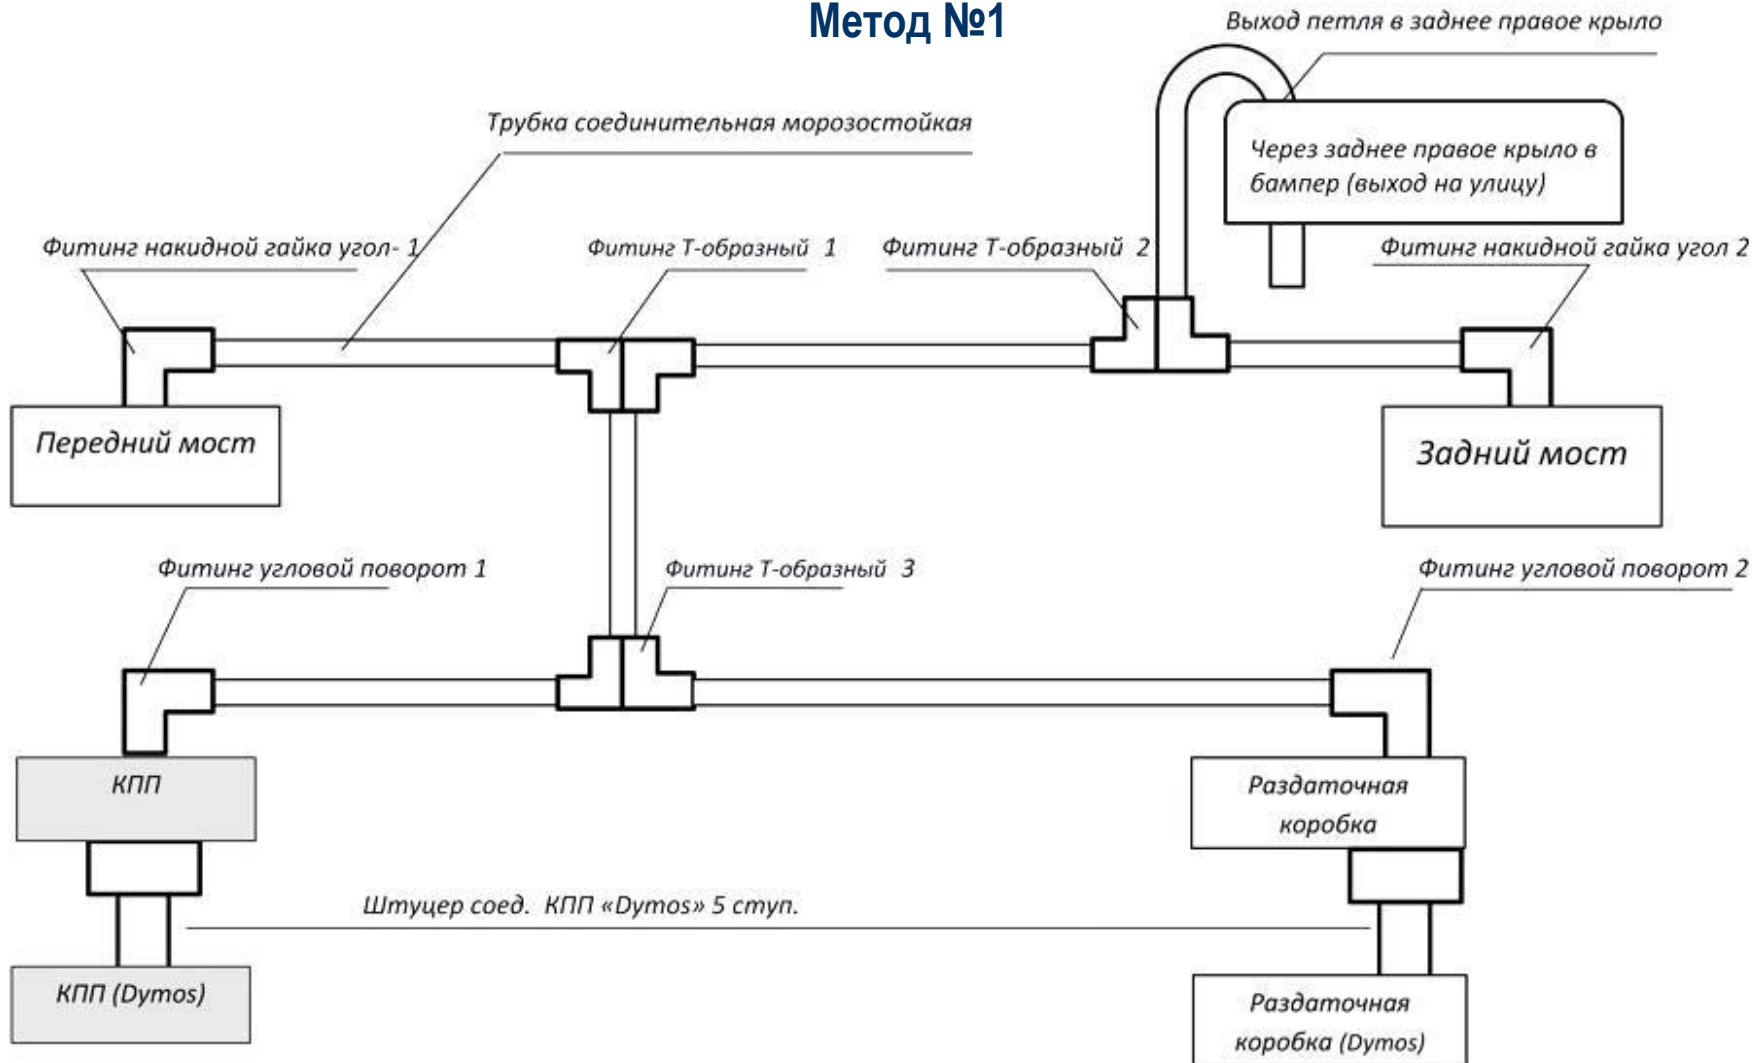 Метод №1
Выход петля в заднее правое крыло
Трубка соединительная морозостойкая
Через заднее правое крыло в
бампер (выход на улицу)
Фитинг накидной гайка угол- 1
Фитинг Т-образный 1
Фитинг Т-образный 2
Фитинг накидной гайка угол 2
Передний мост
Задний мост
Фитинг угловой поворот 1
Фитинг Т-образный 3
Фитинг угловой поворот 2
КПП
Раздаточная
коробка
Штуцер соед. КПП «Dymos» 5 ступ.
КПП (Dymos)
Раздаточная
коробка (Dymos)